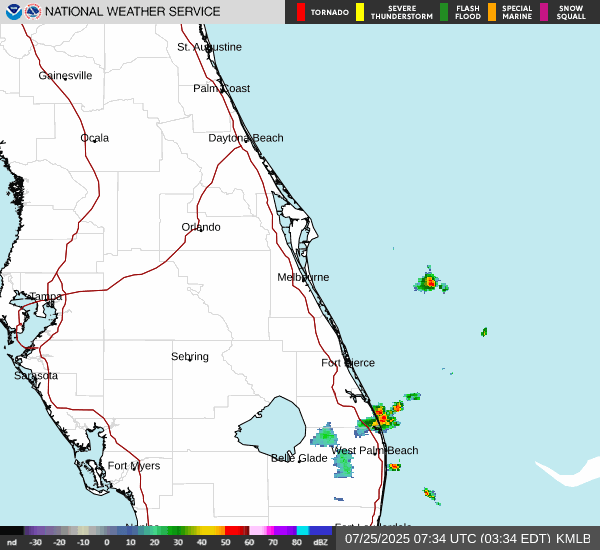 NATIONAL WEATHER SERVICE
TORNADO
SEVERE THUNDERSTORM
FLASH FLOOD
SPECIAL MARINE
SNOW SQUALL
St. Augustine
Gainesville
Palm Coast
Ocala
Daytona Beach
Orlando
Melbourne
Tampa
Sebring
Fort Pierce
Sarasota
West Palm Beach
Belle Glade
Fort Myers
nd -30 -20 -10 0 10 20 30 40 50 60 70 80 dBZ
07/25/2025 07:34 UTC (03:34 EDT) KMLB